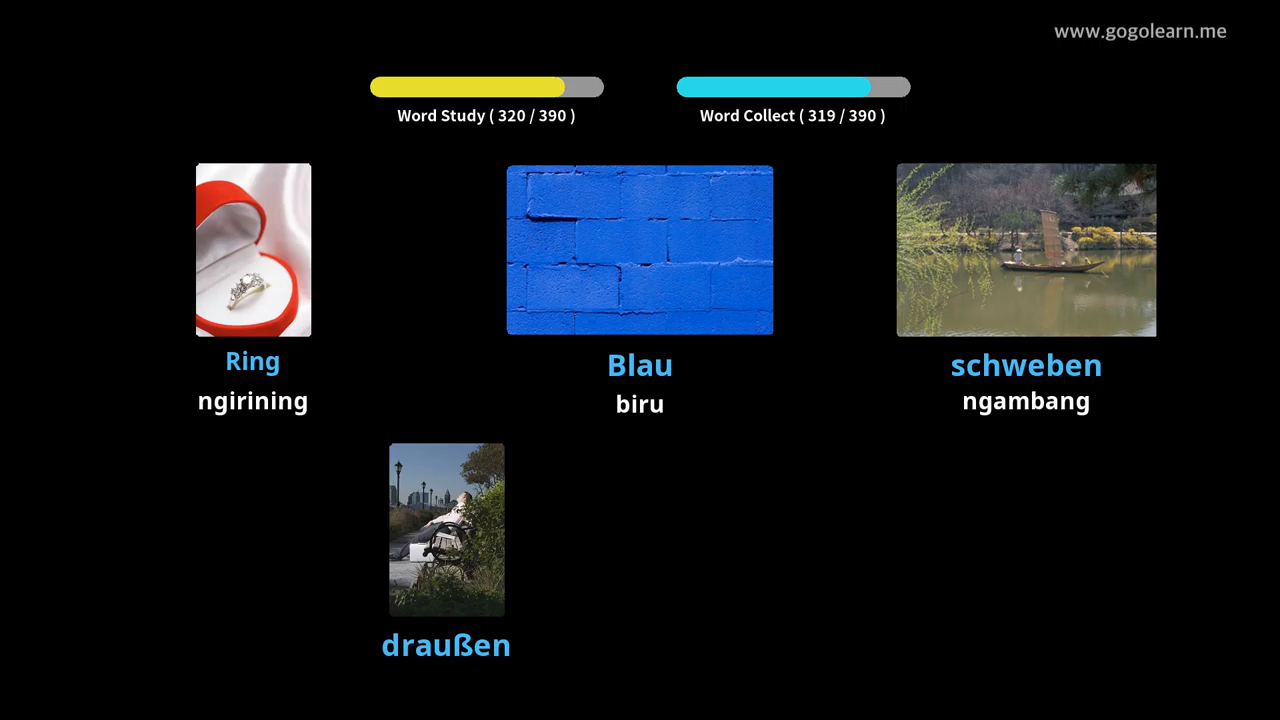 www.gogolearn.me
Word Study ( 320 / 390 )
Word Collect ( 319 / 390 )
Ring
ngirining
Blau
biru
schweben
ngambang
draußen